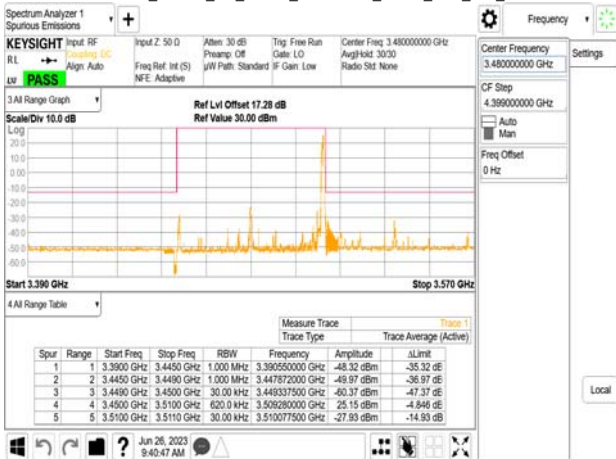 Spectrum Analyzer 1
Spurious Emissions
+
Frequency
KEYSIGHT
RL
PASS
Input: RF
Coupling: DC
Align: Auto
Input Z: 50 Ω
Freq Ref: Int (S)
NFE: Adaptive
Atten: 30 dB
Preamp: Off
µW Path: Standard
Trig: Free Run
Gate: LO
IF Gain: Low
Center Freq: 3.480000000 GHz
Avg|Hold: 30/30
Radio Std: None
Center Frequency
3.480000000 GHz
Settings
CF Step
4.399000000 GHz
Auto
Man
Freq Offset
0 Hz
Local
3 All Range Graph
Scale/Div 10.0 dB
Ref Lvl Offset 17.28 dB
Ref Value 30.00 dBm
Log
20.0
10.0
0.00
-10.0
-20.0
-30.0
-40.0
-50.0
-60.0
Start 3.390 GHz
Stop 3.570 GHz
4 All Range Table
Measure Trace Trace 1
Trace Type Trace Average (Active)
Spur Range Start Freq Stop Freq RBW Frequency Amplitude ΔLimit
1 1 3.3900 GHz 3.4450 GHz 1.000 MHz 3.390550000 GHz -48.32 dBm -35.32 dE
2 2 3.4450 GHz 3.4490 GHz 1.000 MHz 3.447872000 GHz -49.97 dBm -36.97 dE
3 3 3.4490 GHz 3.4500 GHz 30.00 kHz 3.449337500 GHz -60.37 dBm -47.37 dE
4 4 3.4500 GHz 3.5100 GHz 620.0 kHz 3.509280000 GHz 25.15 dBm -4.846 dE
5 5 3.5100 GHz 3.5110 GHz 30.00 kHz 3.510077500 GHz -27.93 dBm -14.93 dB
?
Jun 26, 2023
9:40:47 AM